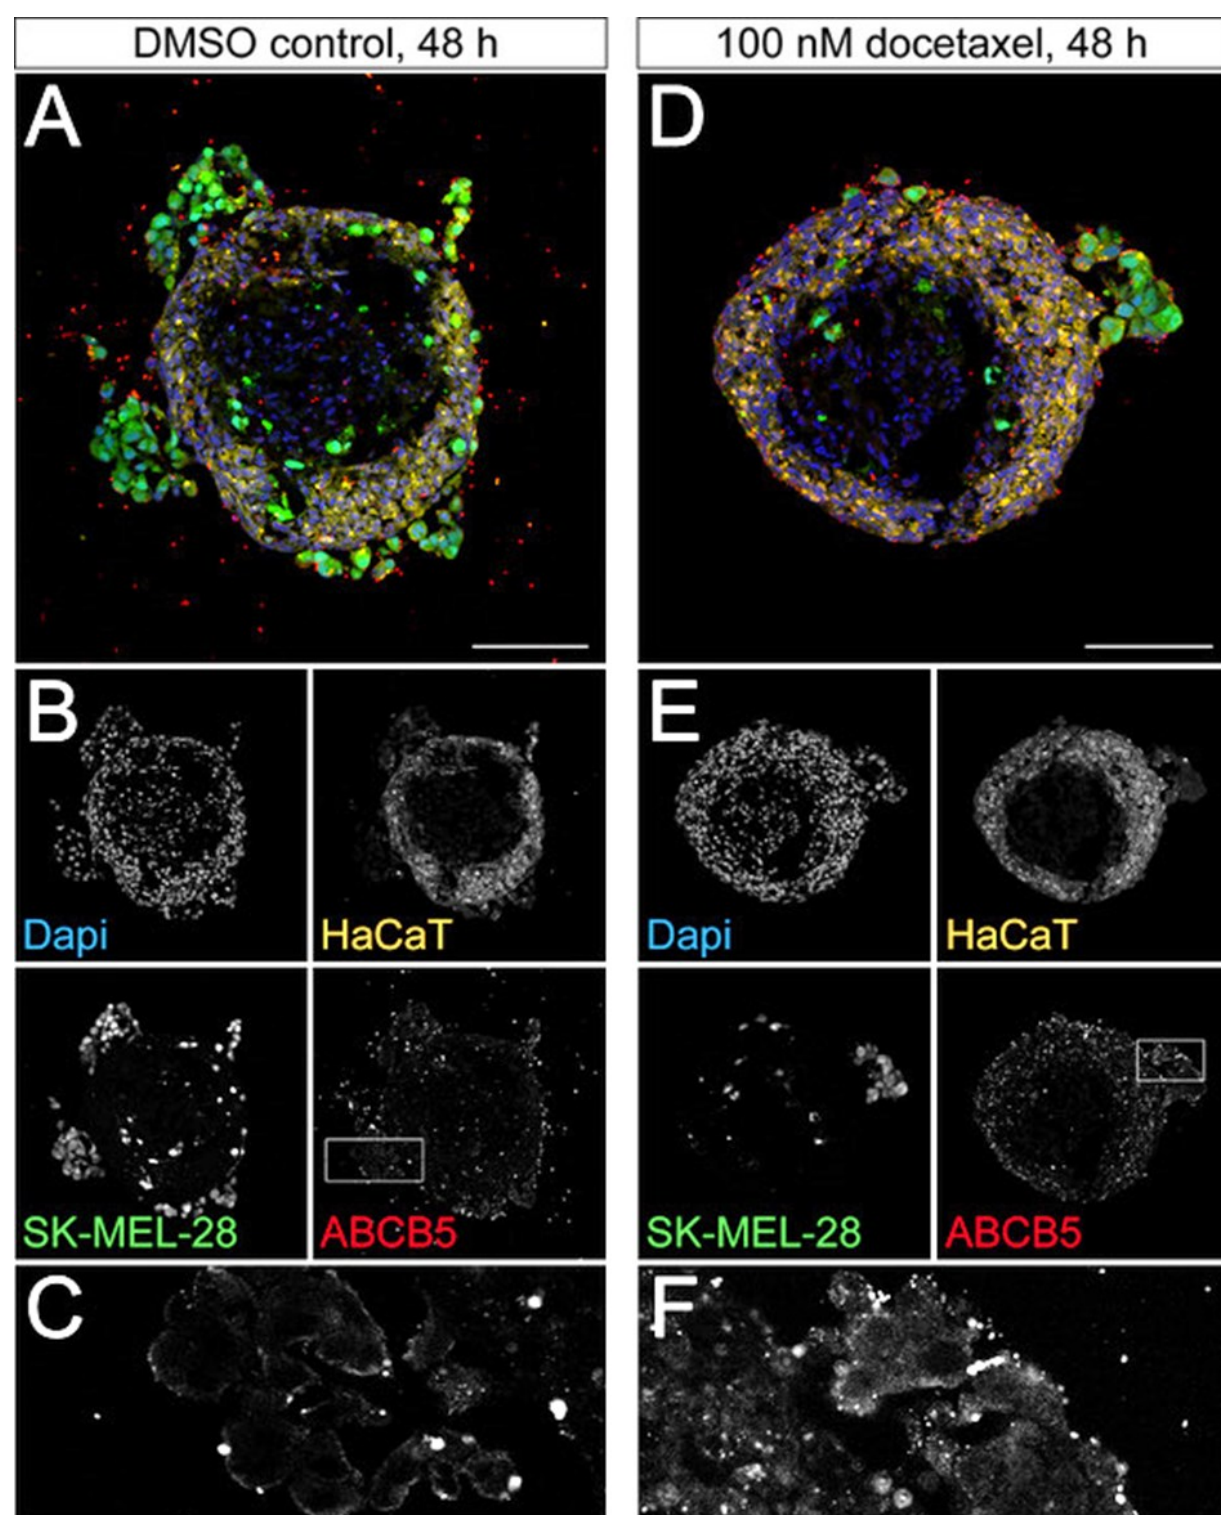 DMSO control, 48 h
100 nM docetaxel, 48 h
A
D
B
E
Dapi
HaCaT
Dapi
HaCaT
SK-MEL-28
ABCB5
SK-MEL-28
ABCB5
C
F